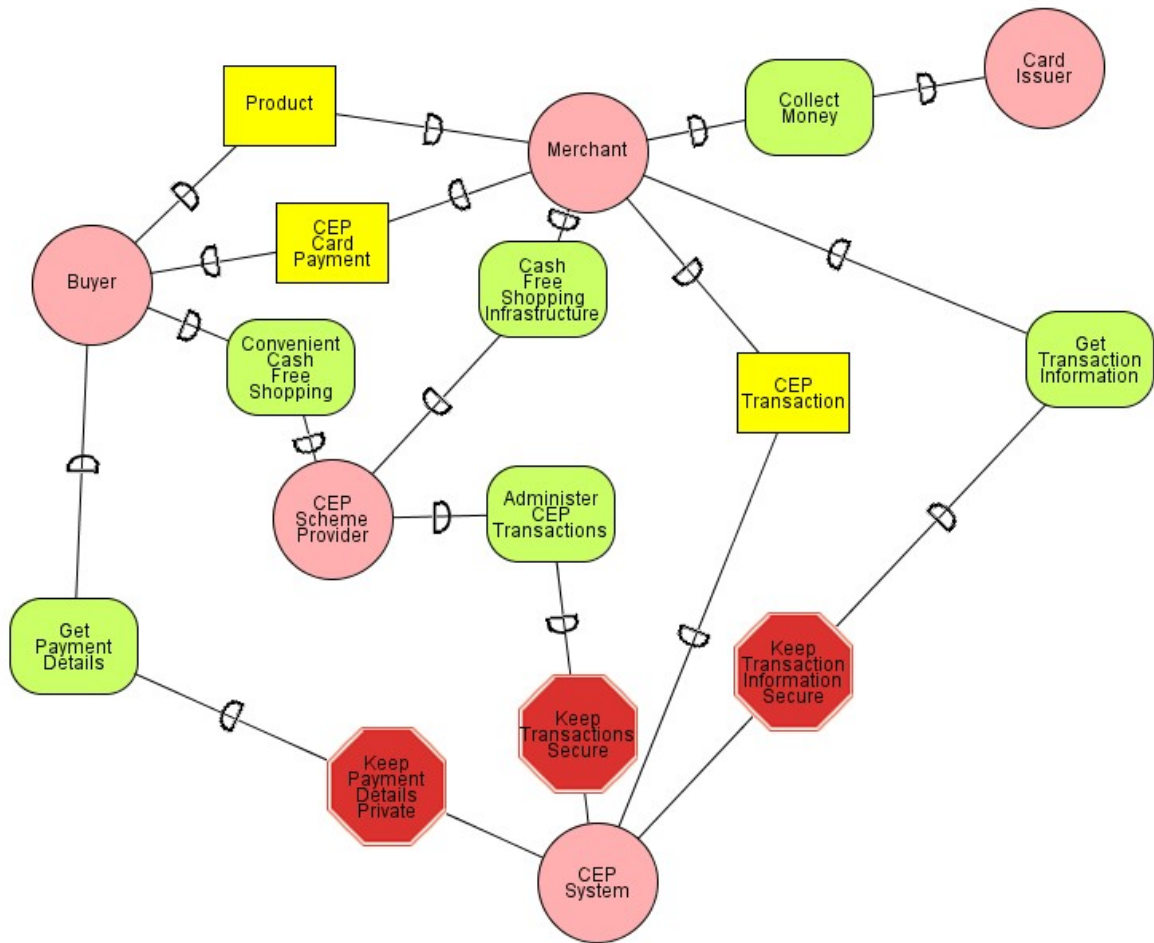 Card
Issuer
Product
Collect
Money
Merchant
CEP
Card
Payment
Buyer
Cash
Free
Shopping
Infrastructure
Convenient
Cash
Free
Shopping
CEP
Transaction
Get
Transaction
Information
CEP
Scheme
Provider
Administer
CEP
Transactions
Get
Payment
Details
Keep
Transaction
Information
Secure
Keep
Transactions
Secure
Keep
Payment
Details
Private
CEP
System